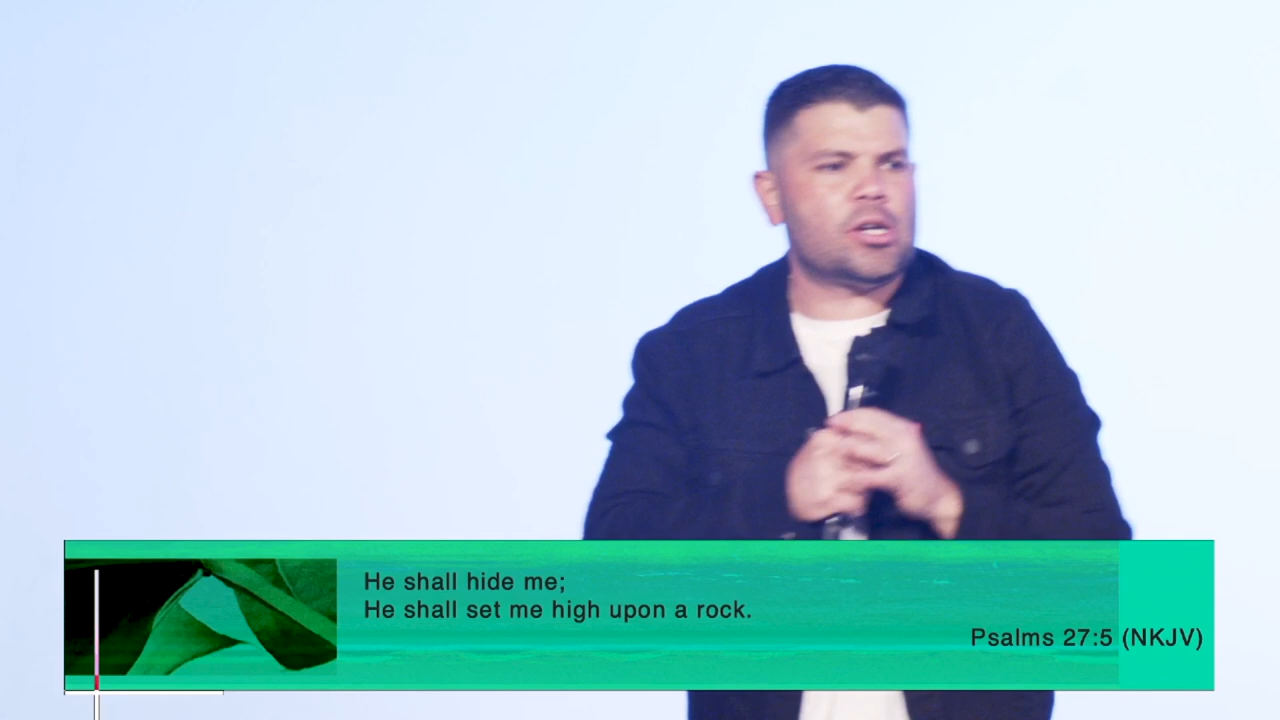 He shall hide me;
He shall set me high upon a rock.
Psalms 27:5 (NKJV)